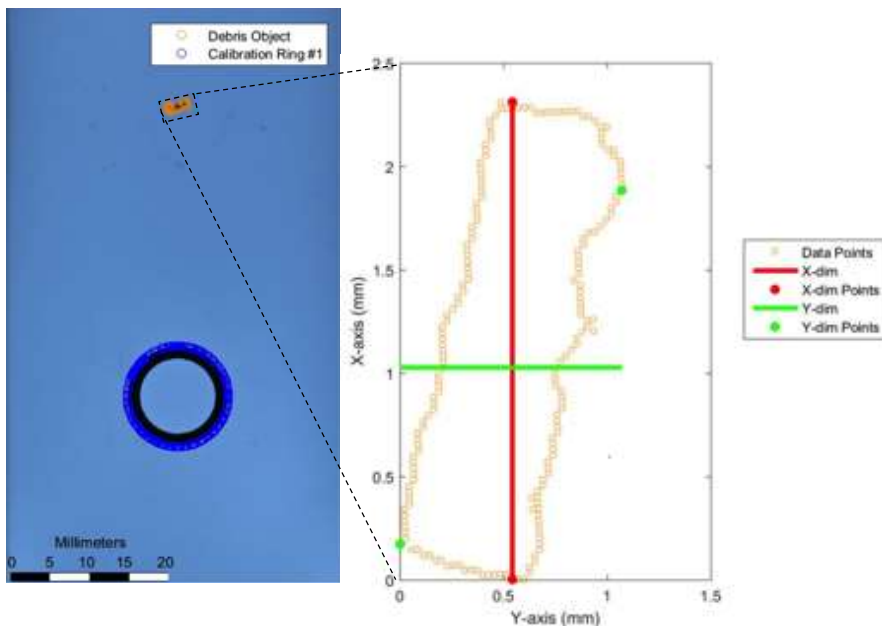 Debris Object
Calibration Ring #1
Millimeters
0 5 10 15 20
2.5
2
1.5
1
0.5
0
X-axis (mm)
0 0.5 1 1.5
Y-axis (mm)
Data Points
X-dim
X-dim Points
Y-dim
Y-dim Points